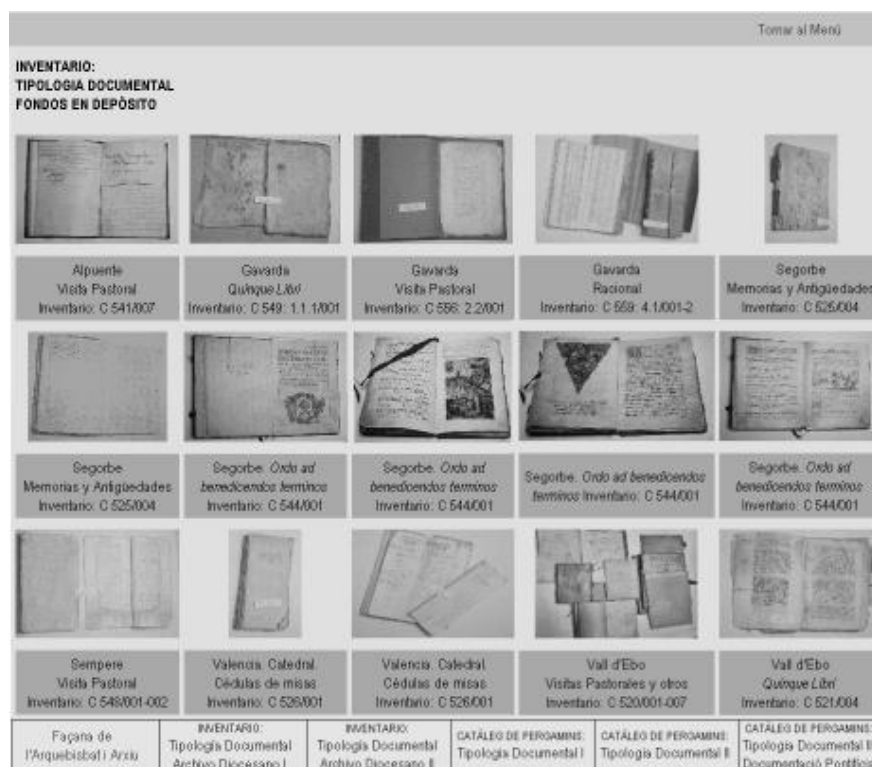 Tornar al Menú
INVENTARIO:
TIPOLOGIA DOCUMENTAL
FONDOS EN DEPÒSITO
Alpuente
Visita Pastoral
Inventario: C 541/007
Gavarda
Quinque Libri
Inventario: C 549: 1.1.1/001
Gavarda
Visita Pastoral
Inventario: C 556: 2.2/001
Gavarda
Racional
Inventario: C 559: 4.1/001-2
Segorbe
Memorias y Antigüedades
Inventario: C 525/004
Segorbe
Memorias y Antigüedades
Inventario: C 525/004
Segorbe. Ordo ad
benedicendos terminos
Inventario: C 544/001
Segorbe. Ordo ad
benedicendos terminos
Inventario: C 544/001
Segorbe. Ordo ad benedicendos
terminos Inventario: C 544/001
Segorbe. Ordo ad
benedicendos terminos
Inventario: C 544/001
Sempere
Visita Pastoral
Inventario: C 548/001-002
Valencia. Catedral.
Cédulas de misas
Inventario: C 526/001
Valencia. Catedral.
Cédulas de misas
Inventario: C 526/001
Vall d'Ebo
Visitas Pastorales y otros
Inventario: C 520/001-007
Vall d'Ebo
Quinque Libri
Inventario: C 521/004
Façana de
l'Arquebisbat i Arxiu
INVENTARIO:
Tipología Documental
Archivo Diocesano I
INVENTARIO:
Tipología Documental
Archivo Diocesano II
CATÀLEG DE PERGAMINS:
Tipologia Documental I
CATÀLEG DE PERGAMINS:
Tipologia Documental II
CATÀLEG DE PERGAMINS:
Tipologia Documental III
Documentació Pontificia